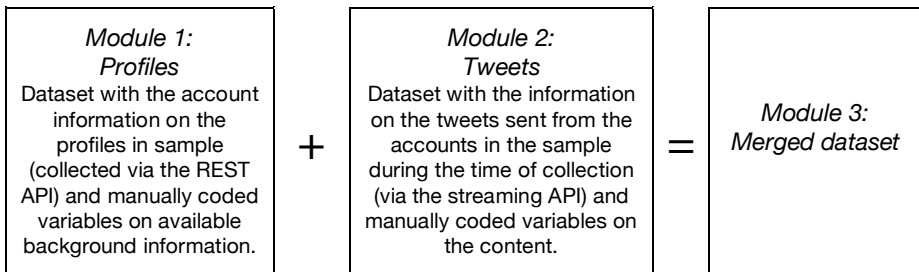 Module 1:
Profiles
Dataset with the account
information on the
profiles in sample
(collected via the REST
API) and manually coded
variables on available
background information.
+
Module 2:
Tweets
Dataset with the information
on the tweets sent from the
accounts in the sample
during the time of collection
(via the streaming API) and
manually coded variables on
the content.
=
Module 3:
Merged dataset